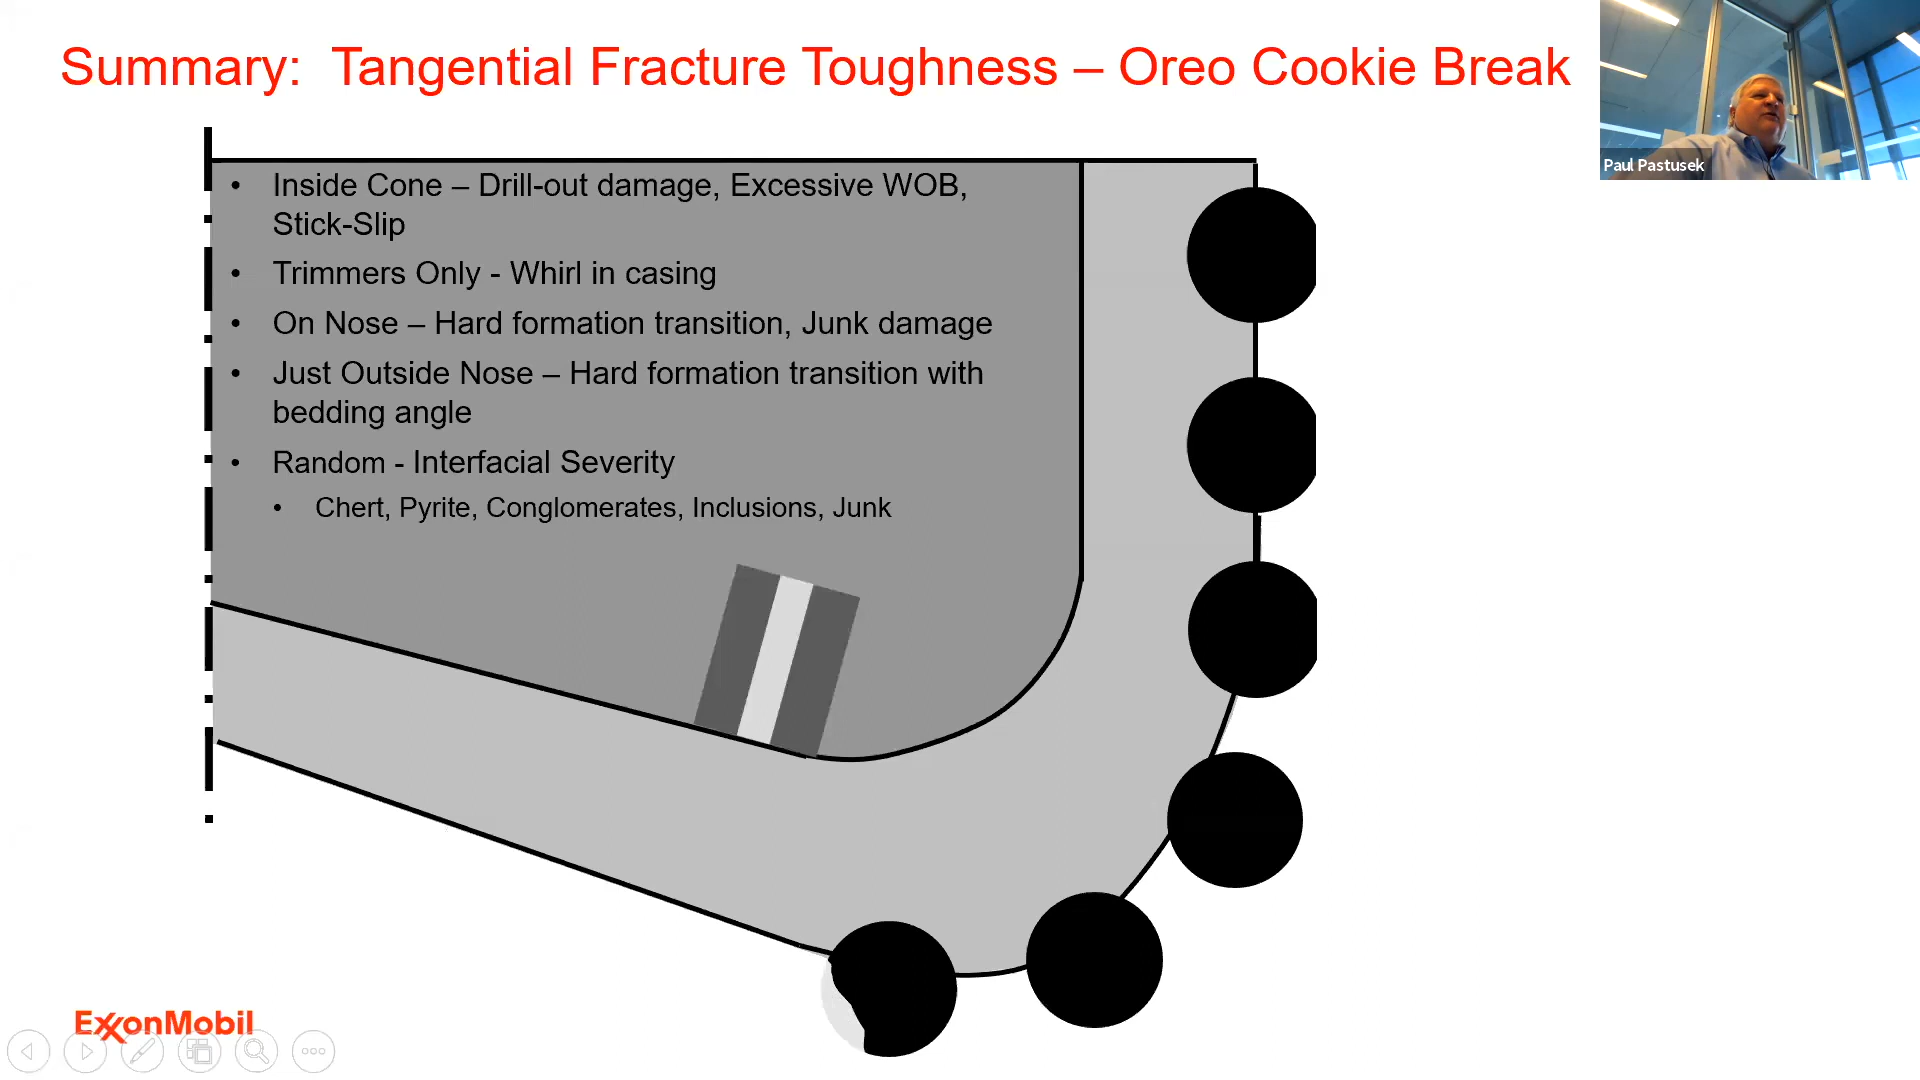 Summary: Tangential Fracture Toughness – Oreo Cookie Break
Paul Pastusek
• Inside Cone – Drill-out damage, Excessive WOB,
Stick-Slip
• Trimmers Only - Whirl in casing
• On Nose – Hard formation transition, Junk damage
• Just Outside Nose – Hard formation transition with
bedding angle
• Random - Interfacial Severity
• Chert, Pyrite, Conglomerates, Inclusions, Junk
ExxonMobil